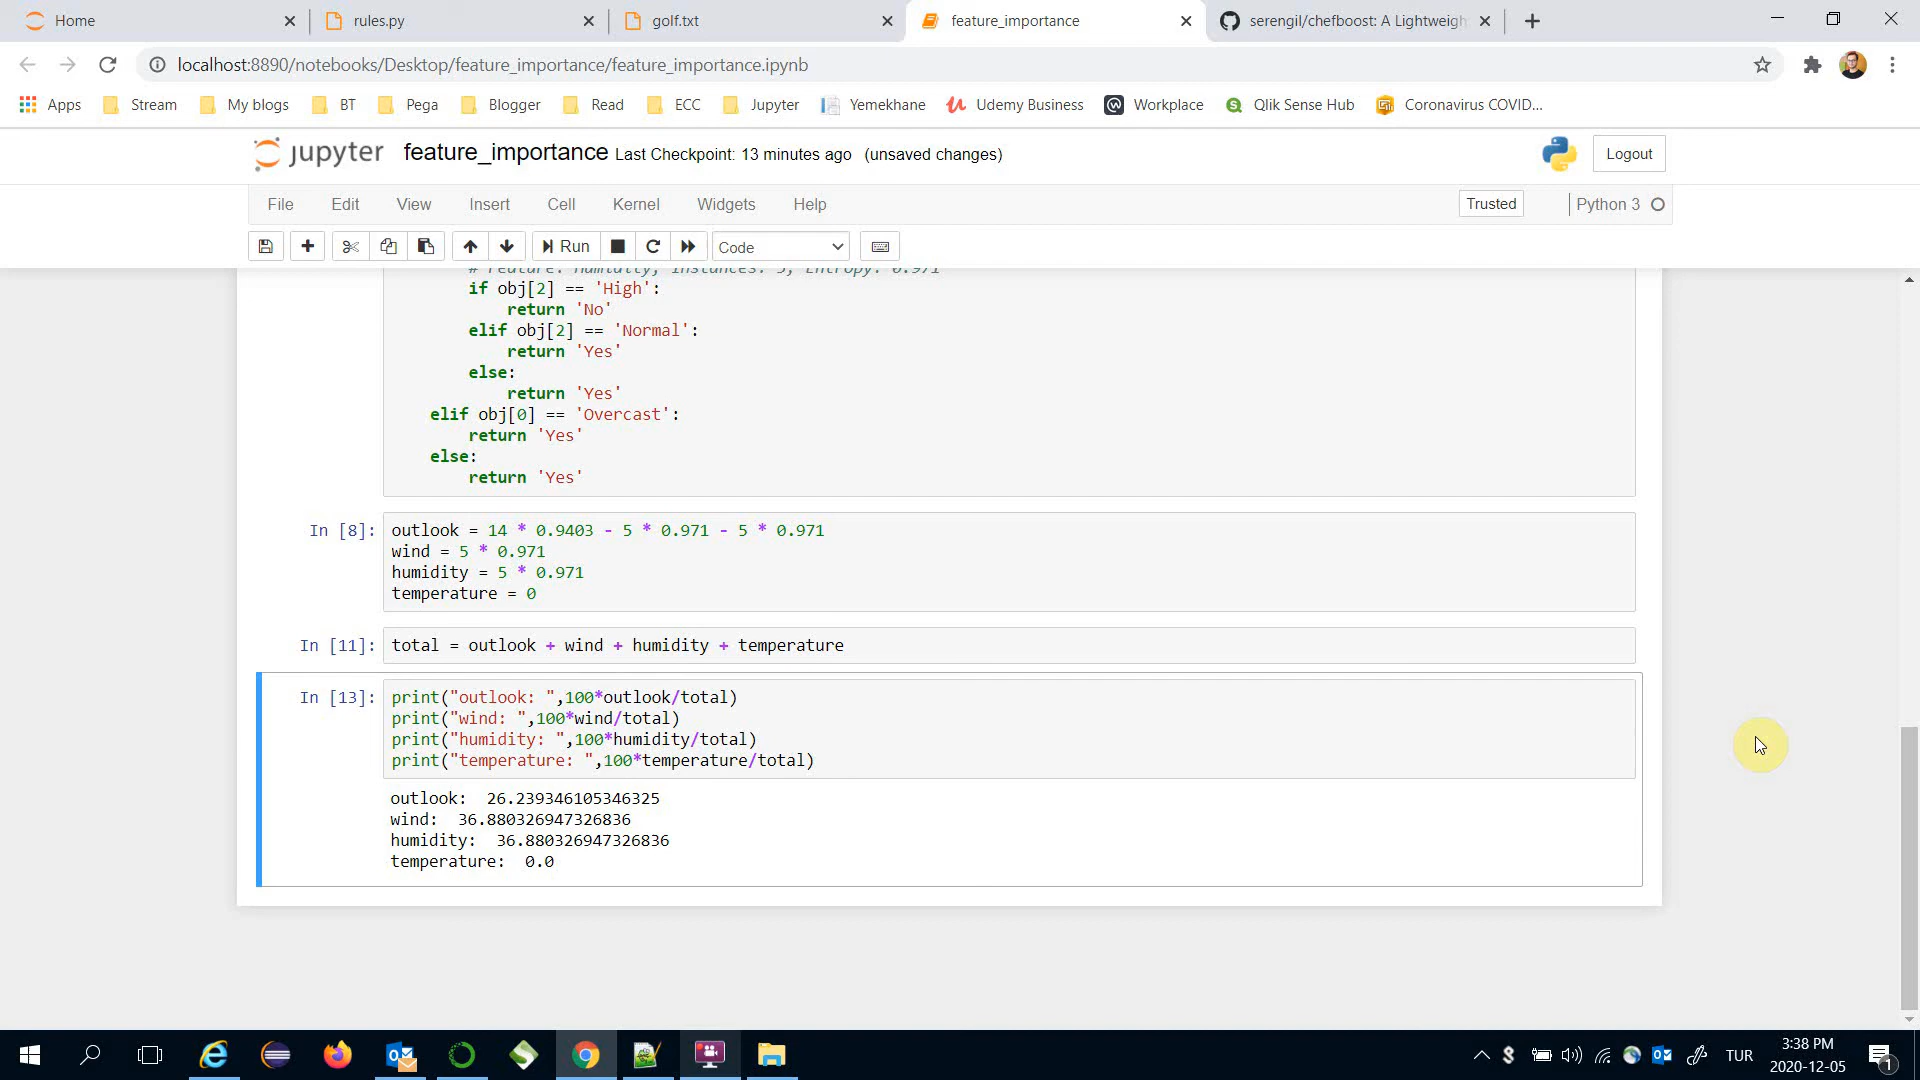 Home
rules.py
golf.txt
feature_importance
serengil/chefboost: A Lightweigh
localhost:8890/notebooks/Desktop/feature_importance/feature_importance.ipynb
Apps Stream My blogs BT Pega Blogger Read ECC Jupyter Yemekhane Udemy Business Workplace Qlik Sense Hub Coronavirus COVID...
jupyter feature_importance Last Checkpoint: 13 minutes ago (unsaved changes) Logout
File Edit View Insert Cell Kernel Widgets Help Trusted Python 3
Run Code
# Feature: Humidity, Instances: 5, Entropy: 0.971
if obj[2] == 'High':
return 'No'
elif obj[2] == 'Normal':
return 'Yes'
else:
return 'Yes'
elif obj[0] == 'Overcast':
return 'Yes'
else:
return 'Yes'
In [8]: outlook = 14 * 0.9403 - 5 * 0.971 - 5 * 0.971
wind = 5 * 0.971
humidity = 5 * 0.971
temperature = 0
In [11]: total = outlook + wind + humidity + temperature
In [13]: print("outlook: ",100*outlook/total)
print("wind: ",100*wind/total)
print("humidity: ",100*humidity/total)
print("temperature: ",100*temperature/total)
outlook:  26.239346105346325
wind:  36.880326947326836
humidity:  36.880326947326836
temperature:  0.0
TUR
3:38 PM
2020-12-05
1